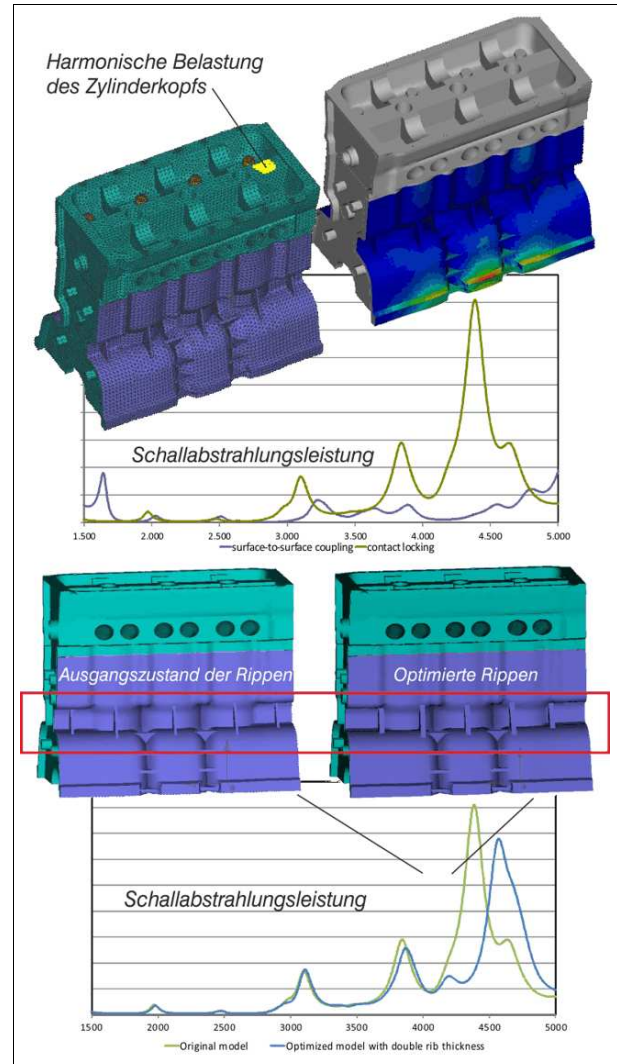 Harmonische Belastung
des Zylinderkopfs
Schallabstrahlungsleistung
1.500 2.000 2.500 3.000 3.500 4.000 4.500 5.000
surface-to-surface coupling contact locking
Ausgangszustand der Rippen
Optimierte Rippen
Schallabstrahlungsleistung
1500 2000 2500 3000 3500 4000 4500 5000
Original model Optimized model with double rib thickness